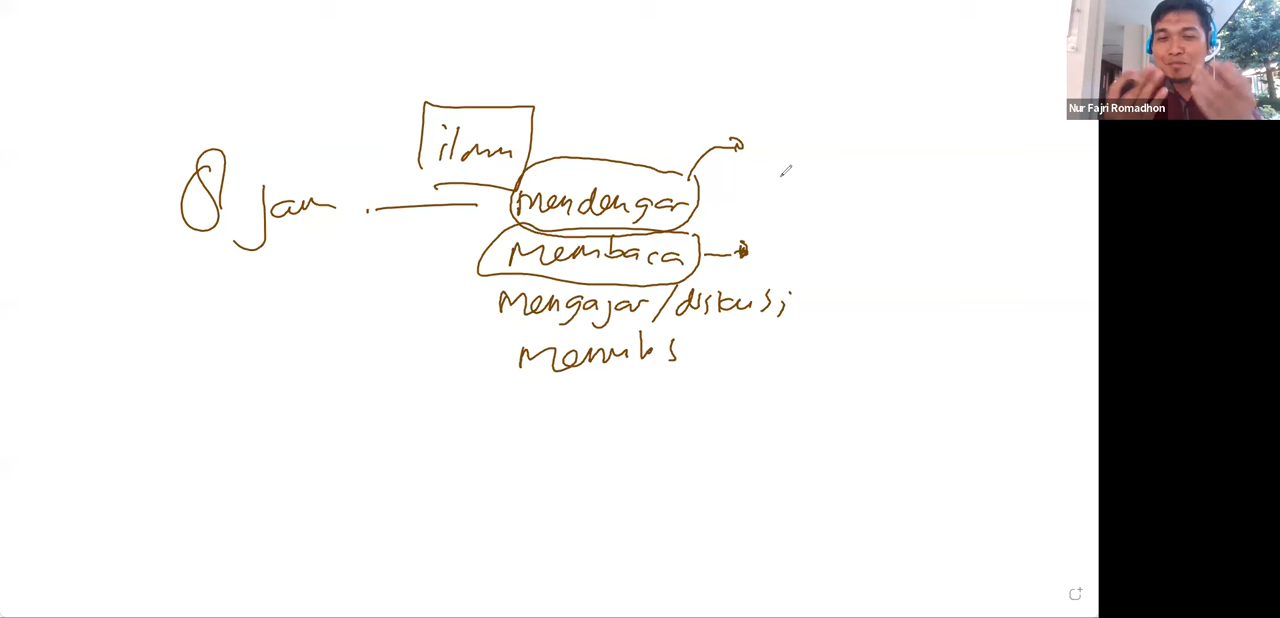 Nur Fajri Romadhon
ilmu
8 jam
mendengar
membaca
mengajar/diskusi
menulis